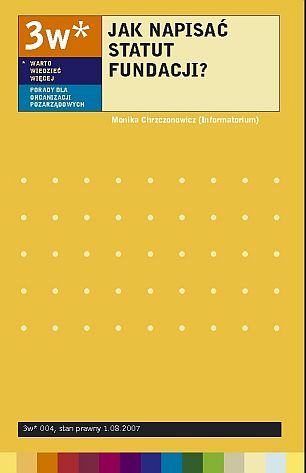 3w*
* WARTO
WIEDZIEĆ
WIĘCEJ
PORADY DLA
ORGANIZACJI
POZARZĄDOWYCH
JAK NAPISAĆ
STATUT
FUNDACJI?
Monika Chrzczonowicz (Informatorium)
3w* 004, stan prawny 1.08.2007